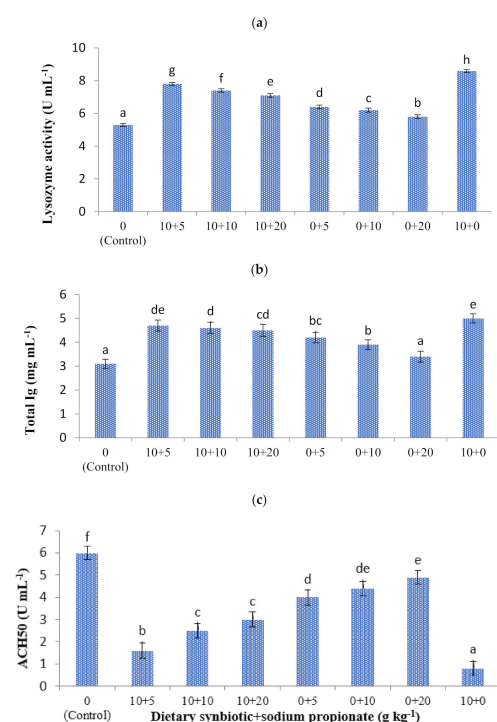 (a)
Lysozyme activity (U mL-1)
10
8
6
4
2
0
a
g
f
e
d
c
b
h
0
(Control)
10+5
10+10
10+20
0+5
0+10
0+20
10+0
(b)
Total Ig (mg mL-1)
6
5
4
3
2
1
0
a
de
d
cd
bc
b
a
e
0
(Control)
10+5
10+10
10+20
0+5
0+10
0+20
10+0
(c)
ACH50 (U mL-1)
7
6
5
4
3
2
1
0
f
b
c
c
d
de
e
a
0
(Control)
10+5
10+10
10+20
0+5
0+10
0+20
10+0
Dietary synbiotic+sodium propionate (g kg-1)